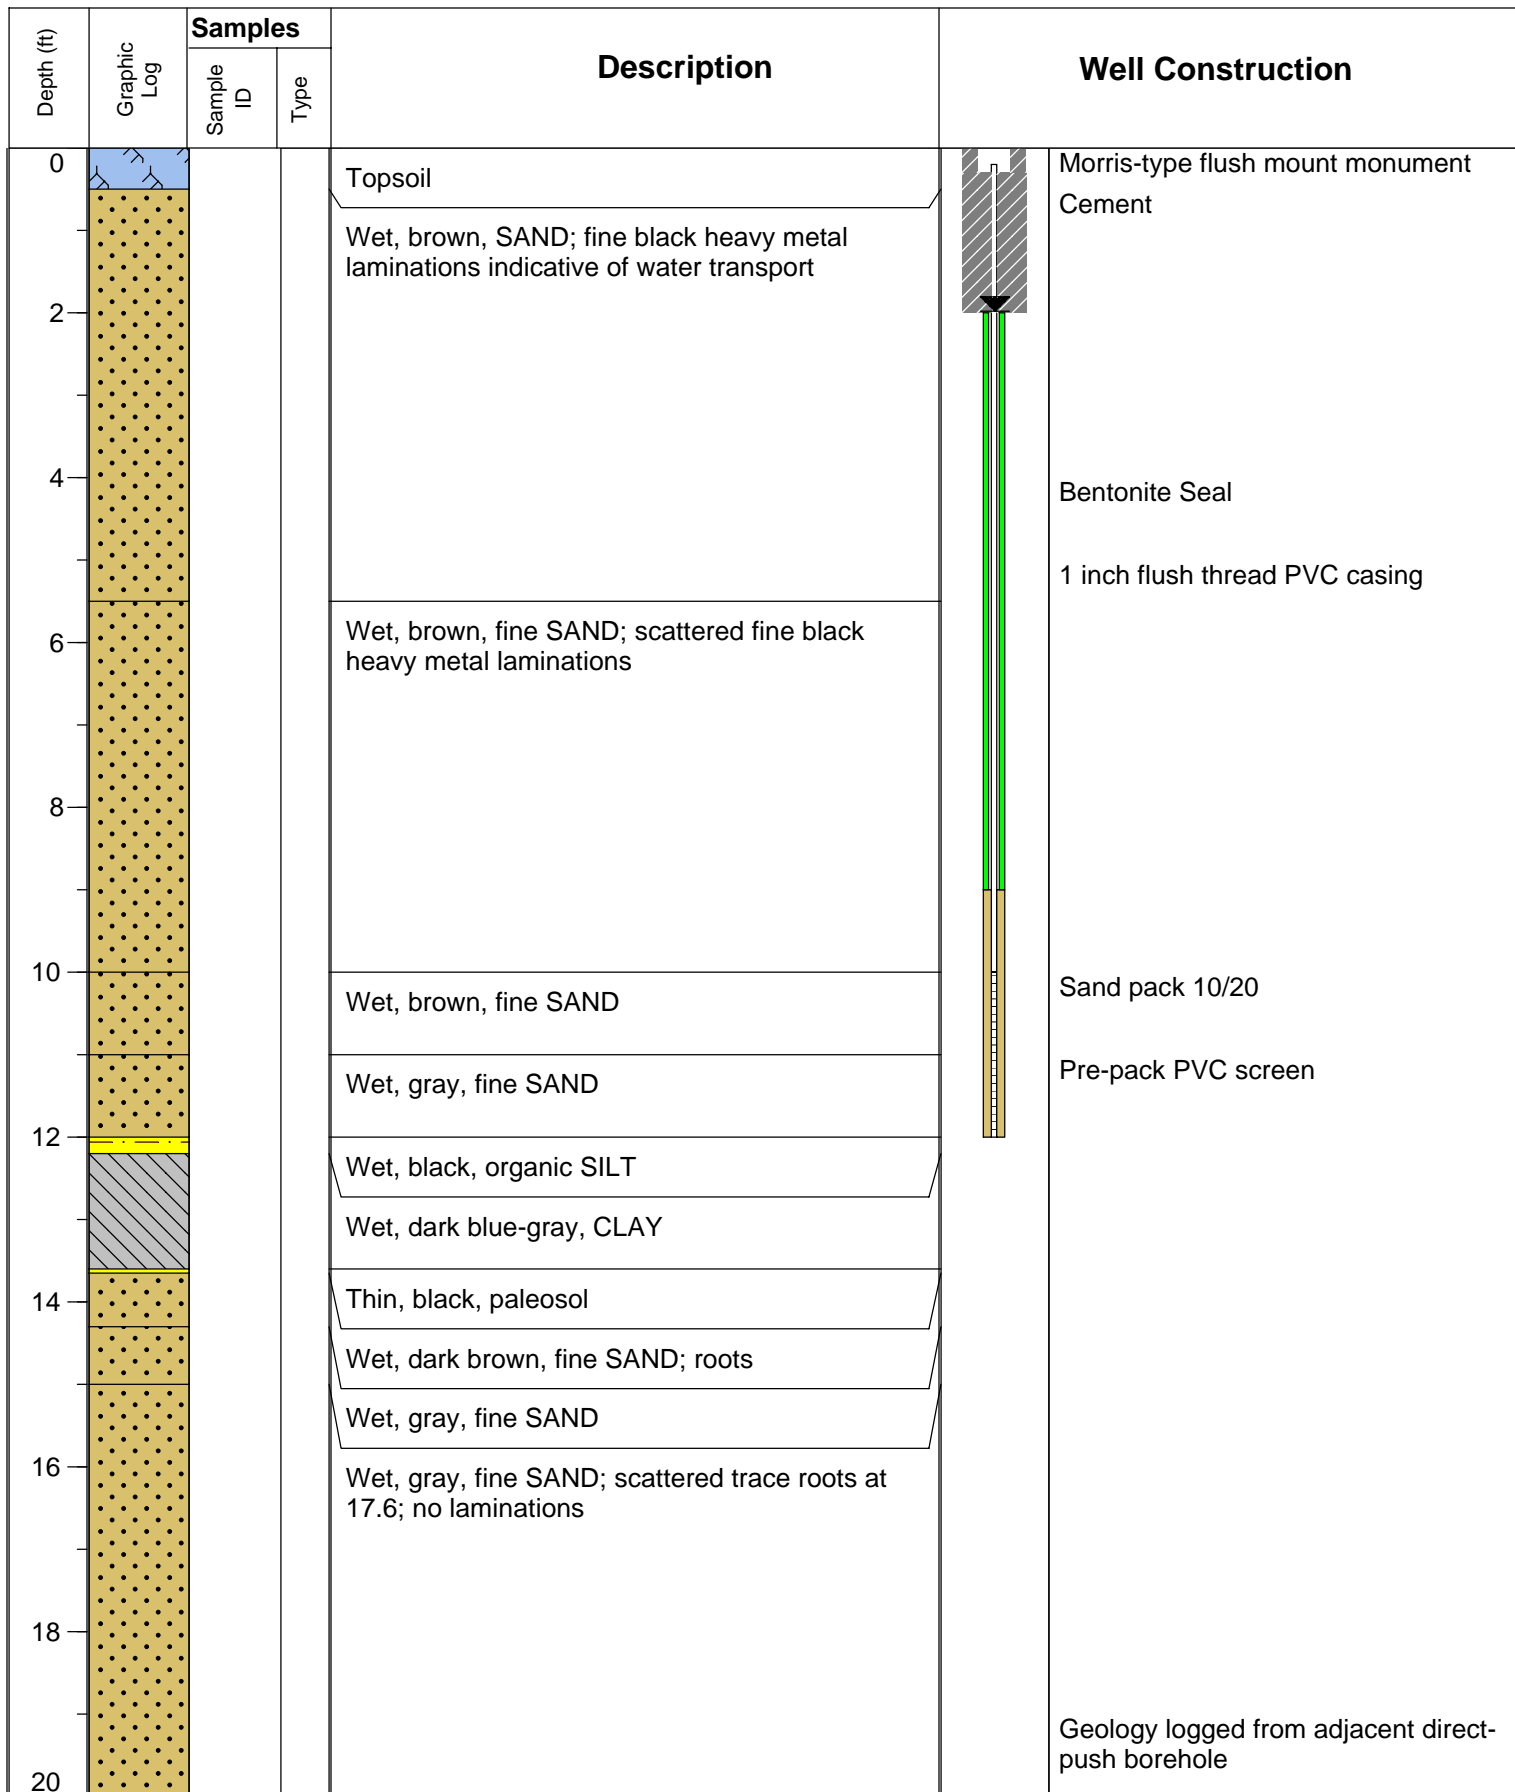 Depth (ft)
Graphic
Log
Samples
Sample
ID
Type
Description
Well Construction
0
2
4
6
8
10
12
14
16
18
20
Topsoil
Wet, brown, SAND; fine black heavy metal
laminations indicative of water transport
Wet, brown, fine SAND; scattered fine black
heavy metal laminations
Wet, brown, fine SAND
Wet, gray, fine SAND
Wet, black, organic SILT
Wet, dark blue-gray, CLAY
Thin, black, paleosol
Wet, dark brown, fine SAND; roots
Wet, gray, fine SAND
Wet, gray, fine SAND; scattered trace roots at
17.6; no laminations
Morris-type flush mount monument
Cement
Bentonite Seal
1 inch flush thread PVC casing
Sand pack 10/20
Pre-pack PVC screen
Geology logged from adjacent direct-
push borehole